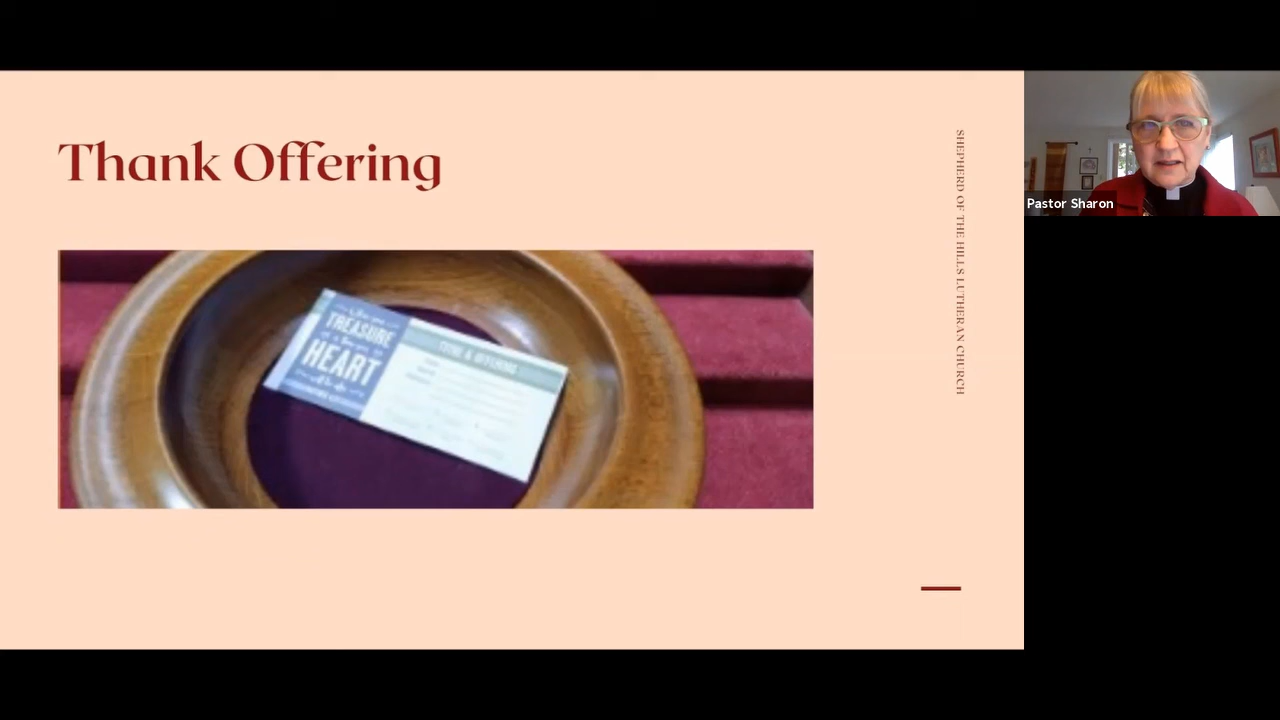 Thank Offering
SHEPHERD OF THE HILLS LUTHERAN CHURCH
TREASURE
HEART
TITHE & OFFERING
Pastor Sharon